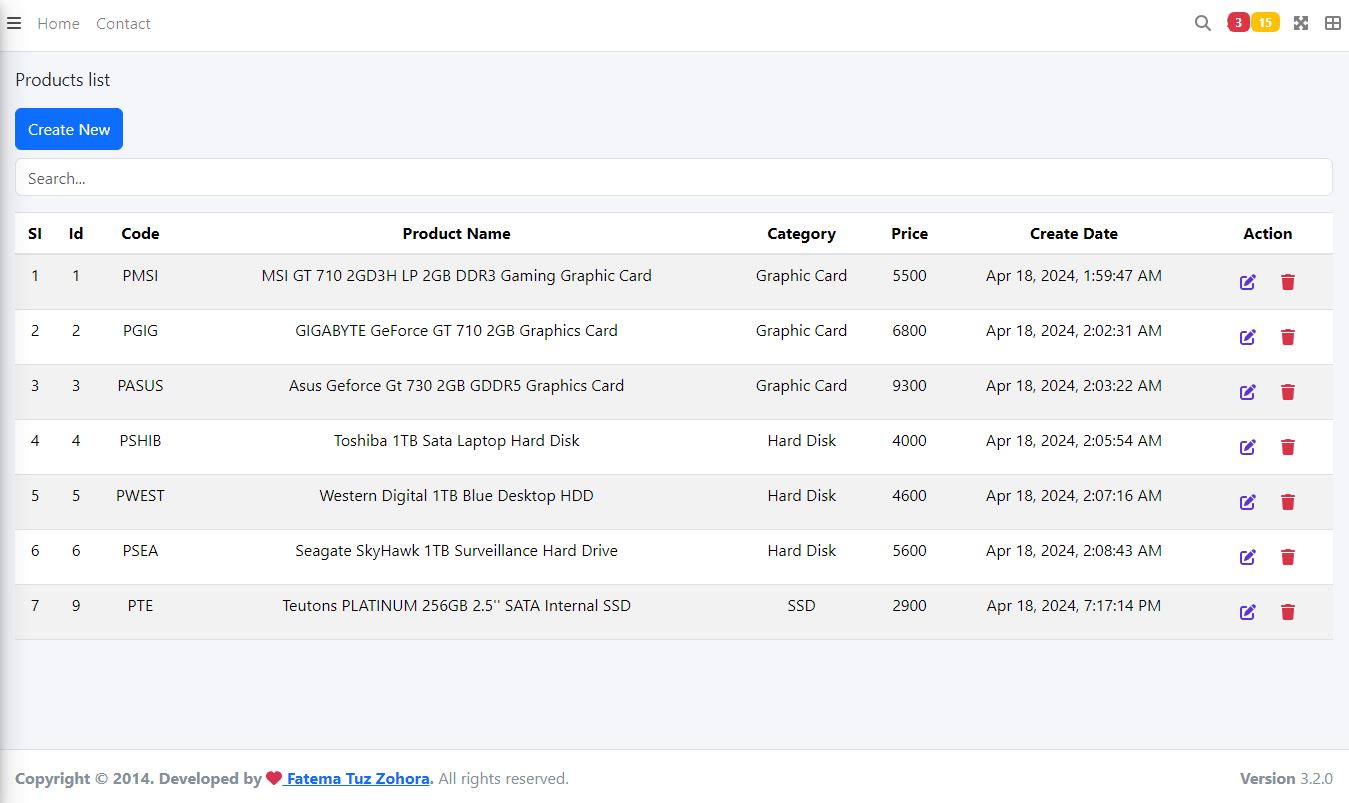 Home Contact 3 15
Products list
Create New
Search...
Sl Id Code Product Name Category Price Create Date Action
1 1 PMSI MSI GT 710 2GD3H LP 2GB DDR3 Gaming Graphic Card Graphic Card 5500 Apr 18, 2024, 1:59:47 AM
2 2 PGIG GIGABYTE GeForce GT 710 2GB Graphics Card Graphic Card 6800 Apr 18, 2024, 2:02:31 AM
3 3 PASUS Asus Geforce Gt 730 2GB GDDR5 Graphics Card Graphic Card 9300 Apr 18, 2024, 2:03:22 AM
4 4 PSHIB Toshiba 1TB Sata Laptop Hard Disk Hard Disk 4000 Apr 18, 2024, 2:05:54 AM
5 5 PWEST Western Digital 1TB Blue Desktop HDD Hard Disk 4600 Apr 18, 2024, 2:07:16 AM
6 6 PSEA Seagate SkyHawk 1TB Surveillance Hard Drive Hard Disk 5600 Apr 18, 2024, 2:08:43 AM
7 9 PTE Teutons PLATINUM 256GB 2.5'' SATA Internal SSD SSD 2900 Apr 18, 2024, 7:17:14 PM
Copyright © 2014. Developed by ❤ Fatema Tuz Zohora. All rights reserved. Version 3.2.0